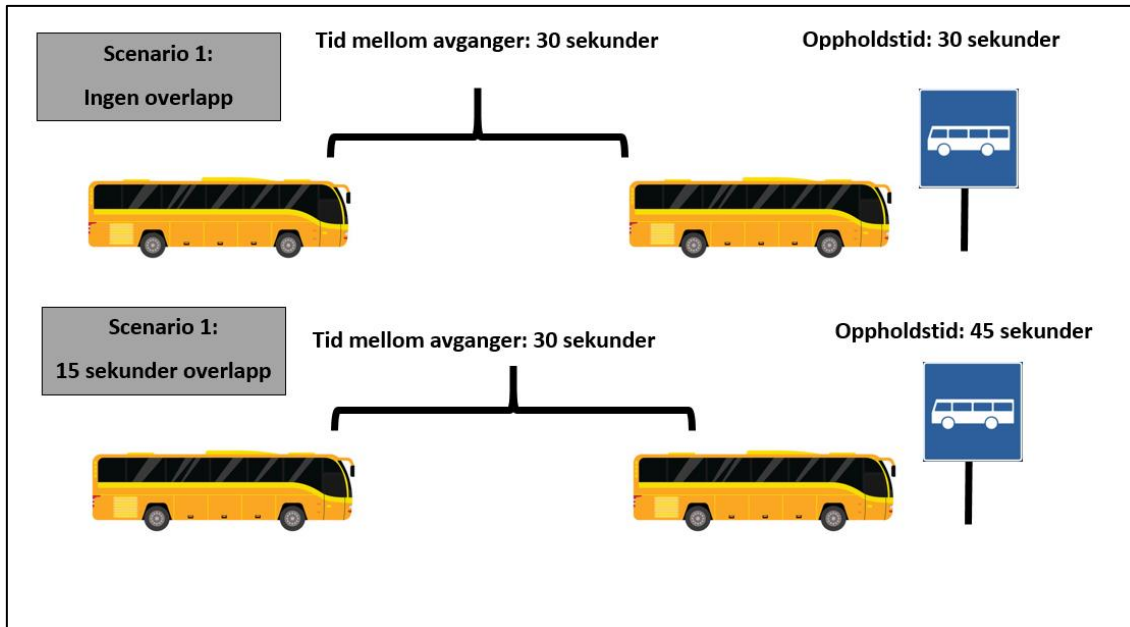 Scenario 1:
Ingen overlapp
Tid mellom avganger: 30 sekunder
Oppholdstid: 30 sekunder
Scenario 1:
15 sekunder overlapp
Tid mellom avganger: 30 sekunder
Oppholdstid: 45 sekunder